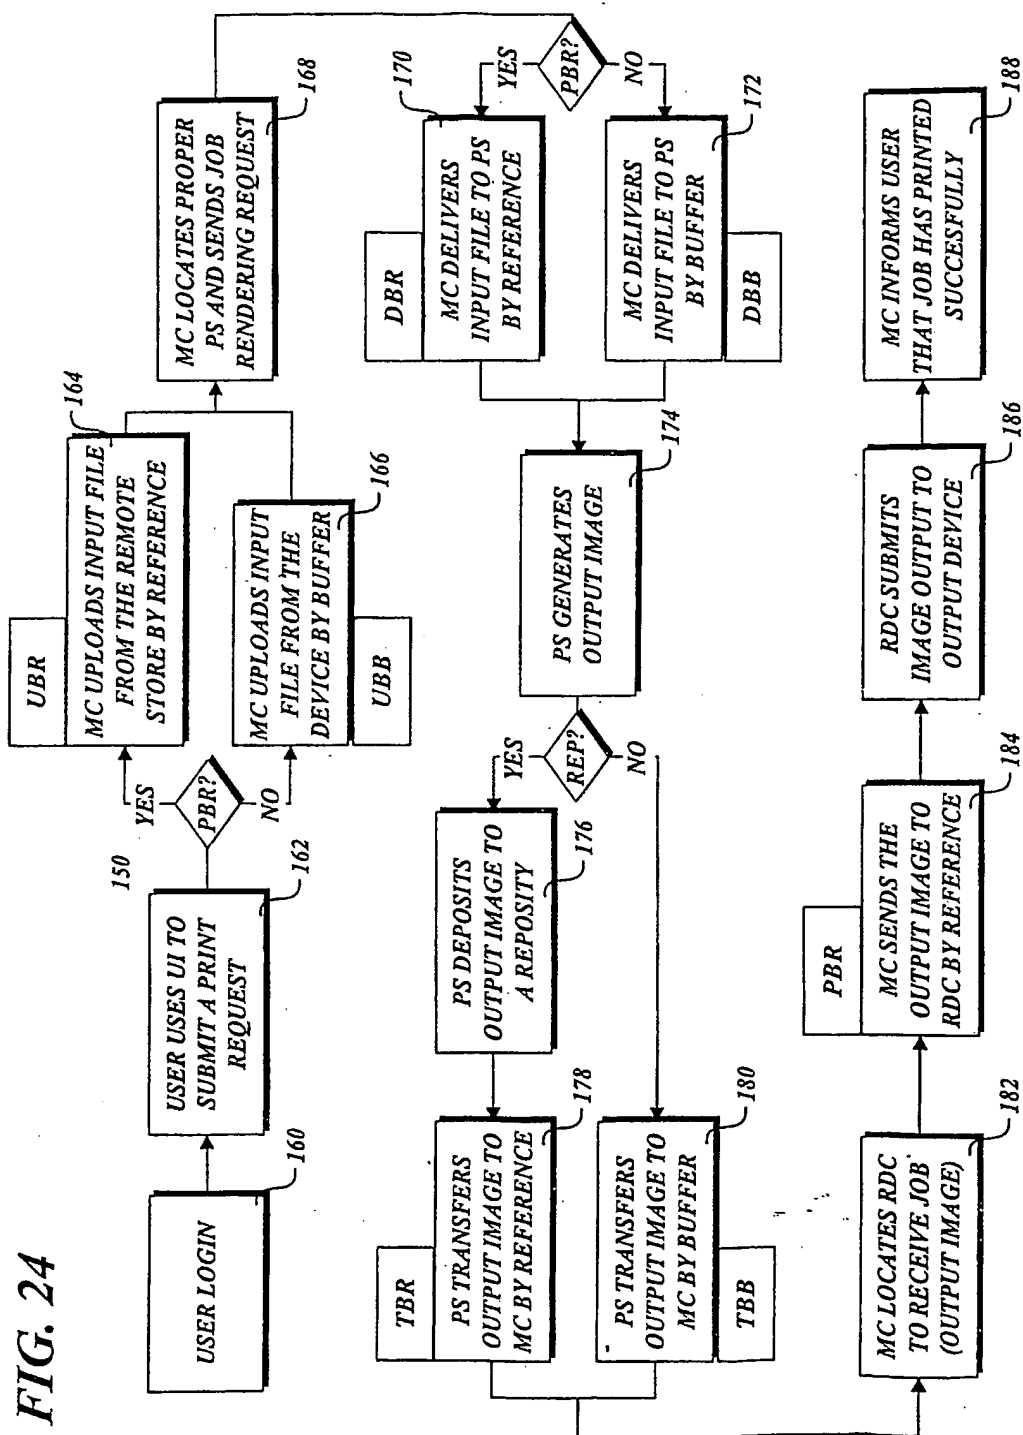 FIG. 24
USER LOGIN
160
USER USES UI TO
SUBMIT A PRINT
REQUEST
162
150
PBR?
YES
NO
UBR
MC UPLOADS INPUT FILE
FROM THE REMOTE
STORE BY REFERENCE
164
MC UPLOADS INPUT
FILE FROM THE
DEVICE BY BUFFER
166
UBB
MC LOCATES PROPER
PS AND SENDS JOB
RENDERING REQUEST
168
PBR?
YES
NO
DBR
MC DELIVERS
INPUT FILE TO PS
BY REFERENCE
170
MC DELIVERS
INPUT FILE TO PS
BY BUFFER
172
DBB
PS GENERATES
OUTPUT IMAGE
174
REP?
YES
NO
PS DEPOSITS
OUTPUT IMAGE TO
A REPOSITY
176
TBR
PS TRANSFERS
OUTPUT IMAGE TO
MC BY REFERENCE
178
PS TRANSFERS
OUTPUT IMAGE TO
MC BY BUFFER
180
TBB
MC LOCATES RDC
TO RECEIVE JOB
(OUTPUT IMAGE)
182
PBR
MC SENDS THE
OUTPUT IMAGE TO
RDC BY REFERENCE
184
RDC SUBMITS
IMAGE OUTPUT TO
OUTPUT DEVICE
186
MC INFORMS USER
THAT JOB HAS PRINTED
SUCCESFULLY
188